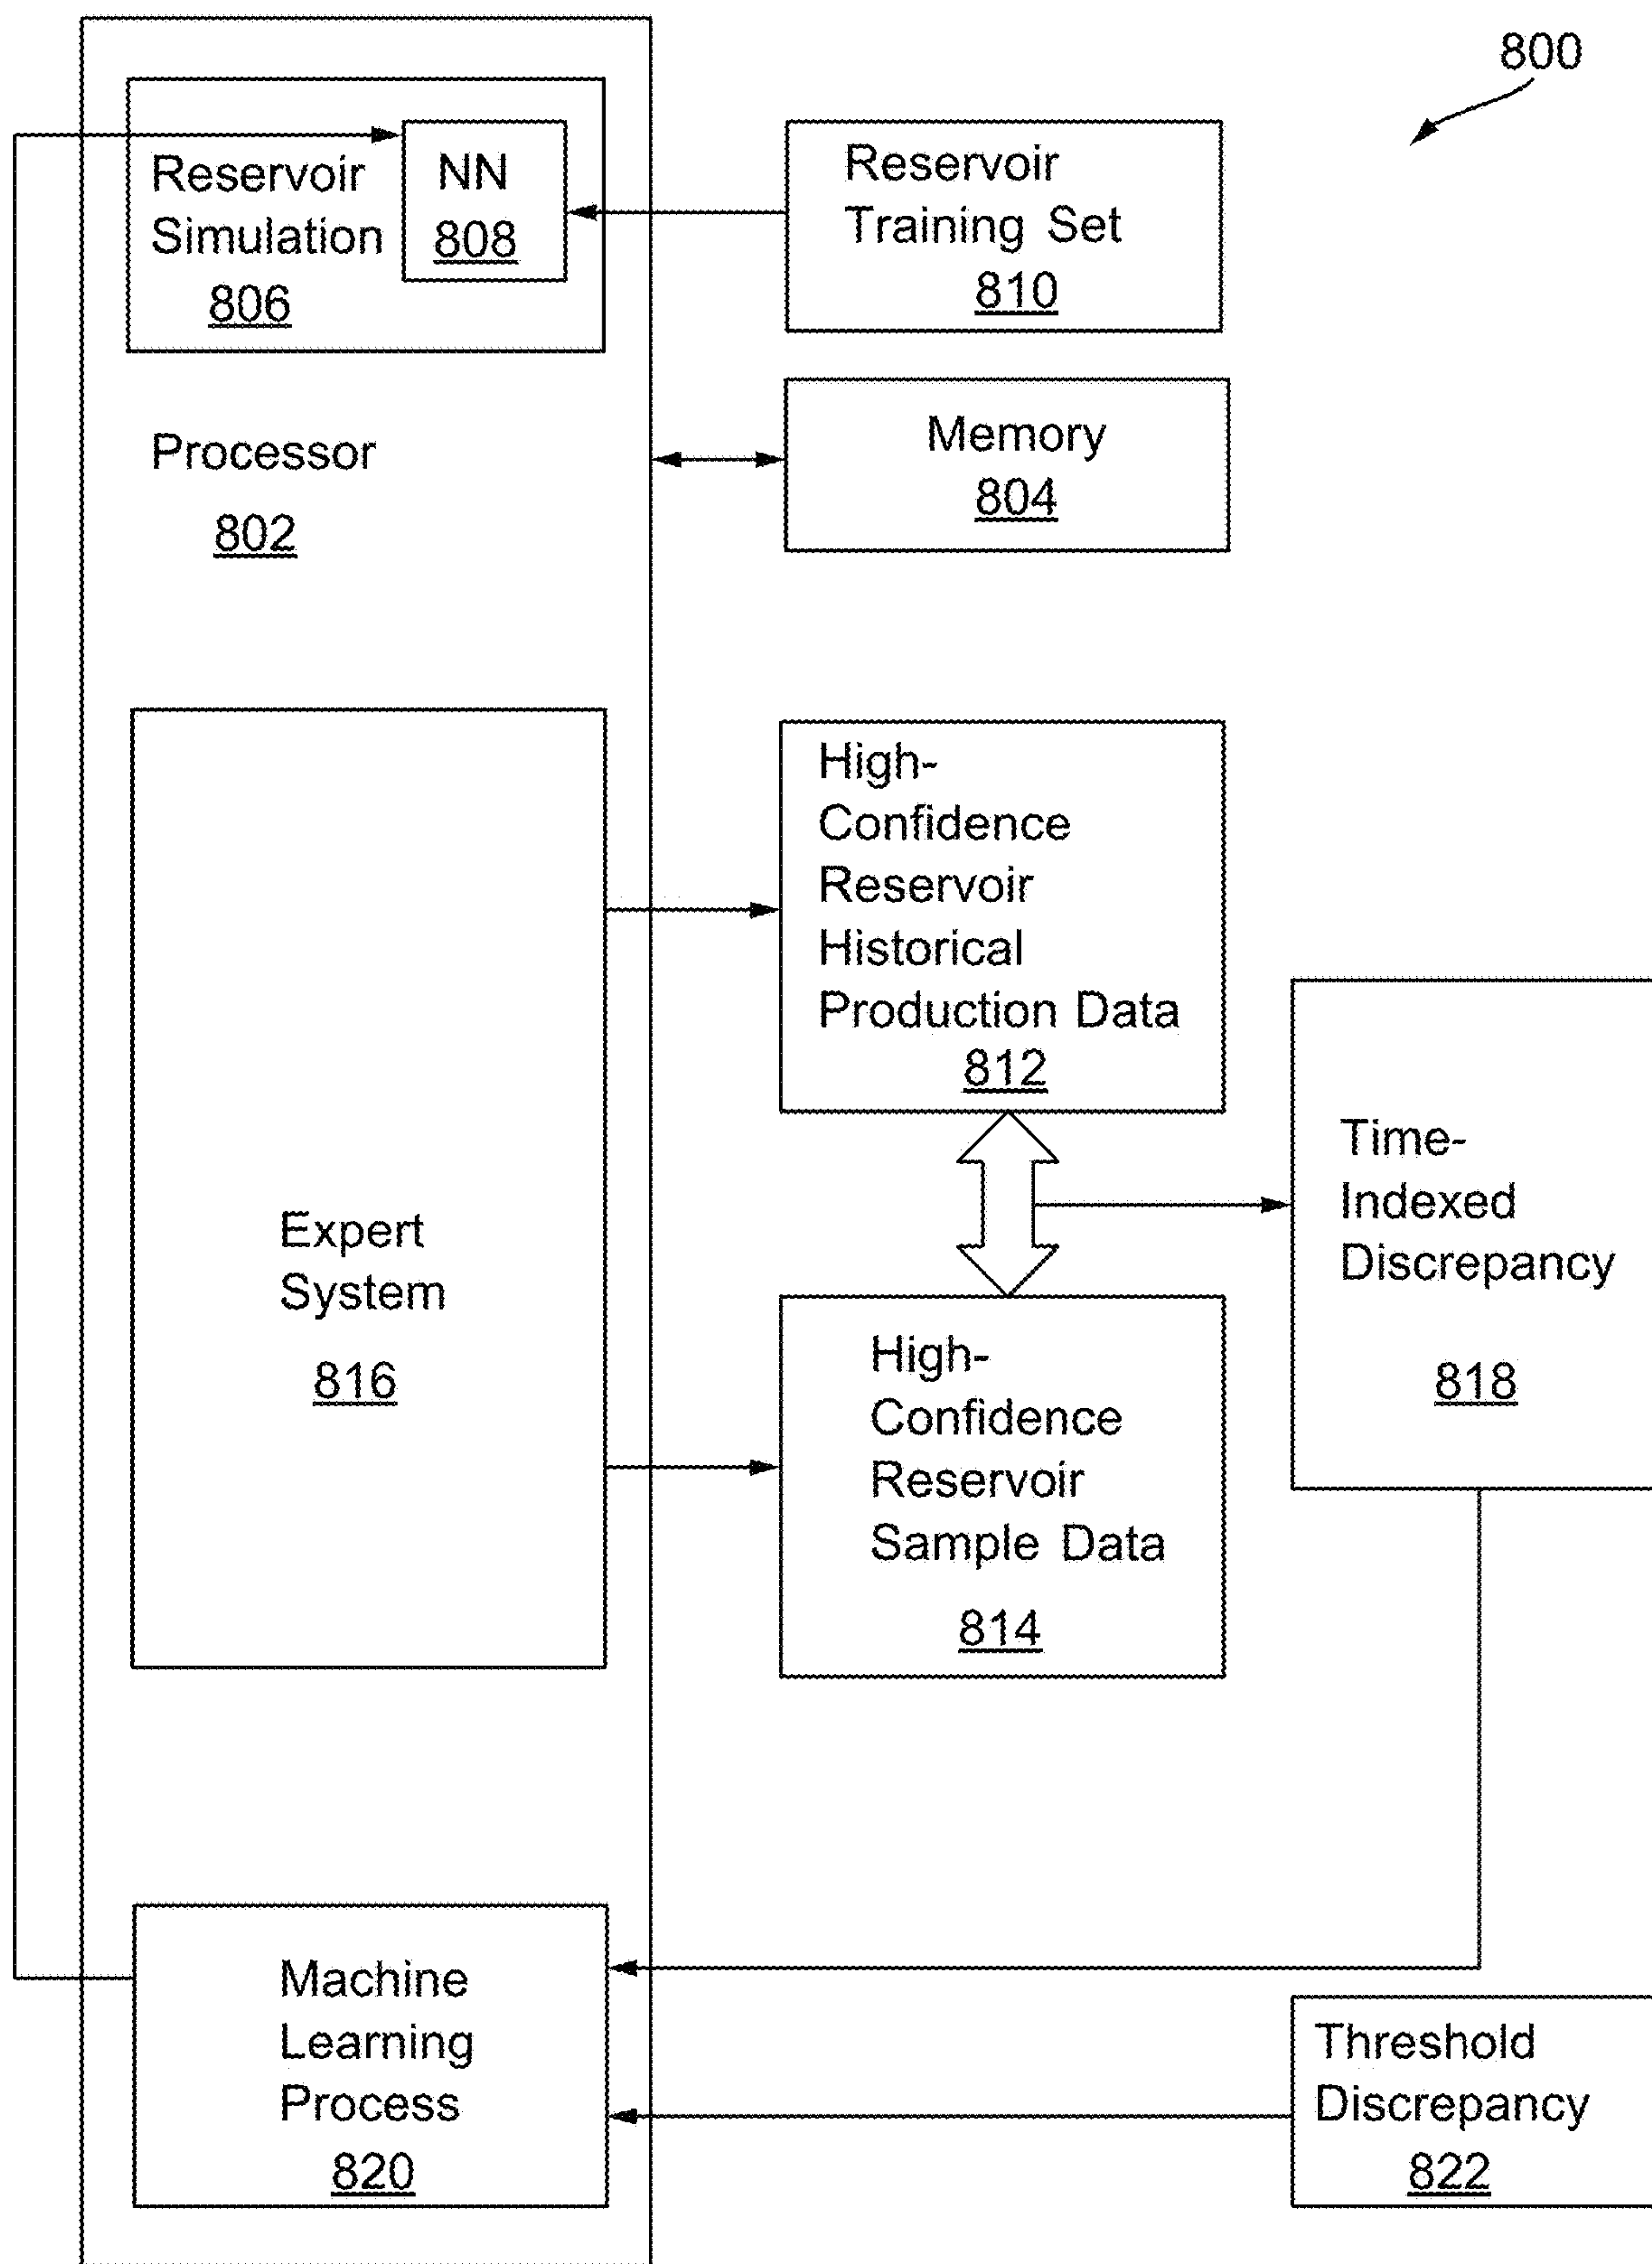 800
Reservoir
Simulation
806
NN
808
Reservoir
Training Set
810
Processor
802
Memory
804
High-
Confidence
Reservoir
Historical
Production Data
812
Expert
System
816
Time-
Indexed
Discrepancy
818
High-
Confidence
Reservoir
Sample Data
814
Machine
Learning
Process
820
Threshold
Discrepancy
822